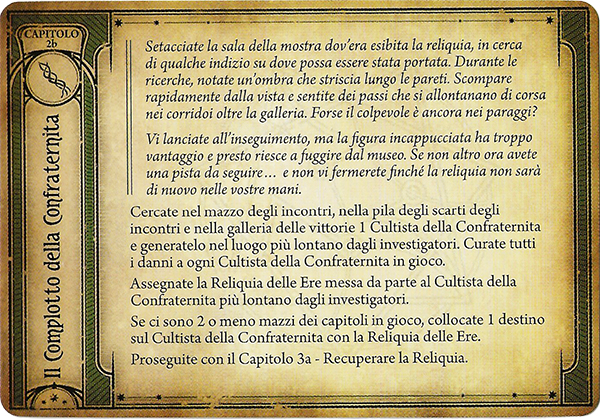 CAPITOLO
2b
Il Complotto della Confraternita
Setacciate la sala della mostra dov'era esibita la reliquia, in cerca
di qualche indizio su dove possa essere stata portata. Durante le
ricerche, notate un'ombra che striscia lungo le pareti. Scompare
rapidamente dalla vista e sentite dei passi che si allontanano di corsa
nei corridoi oltre la galleria. Forse il colpevole è ancora nei paraggi?
Vi lanciate all'inseguimento, ma la figura incappucciata ha troppo
vantaggio e presto riesce a fuggire dal museo. Se non altro ora avete
una pista da seguire… e non vi fermerete finché la reliquia non sarà
di nuovo nelle vostre mani.
Cercate nel mazzo degli incontri, nella pila degli scarti degli
incontri e nella galleria delle vittorie 1 Cultista della Confraternita
e generatelo nel luogo più lontano dagli investigatori. Curate tutti
i danni a ogni Cultista della Confraternita in gioco.
Assegnate la Reliquia delle Ere messa da parte al Cultista della
Confraternita più lontano dagli investigatori.
Se ci sono 2 o meno mazzi dei capitoli in gioco, collocate 1 destino
sul Cultista della Confraternita con la Reliquia delle Ere.
Proseguite con il Capitolo 3a - Recuperare la Reliquia.